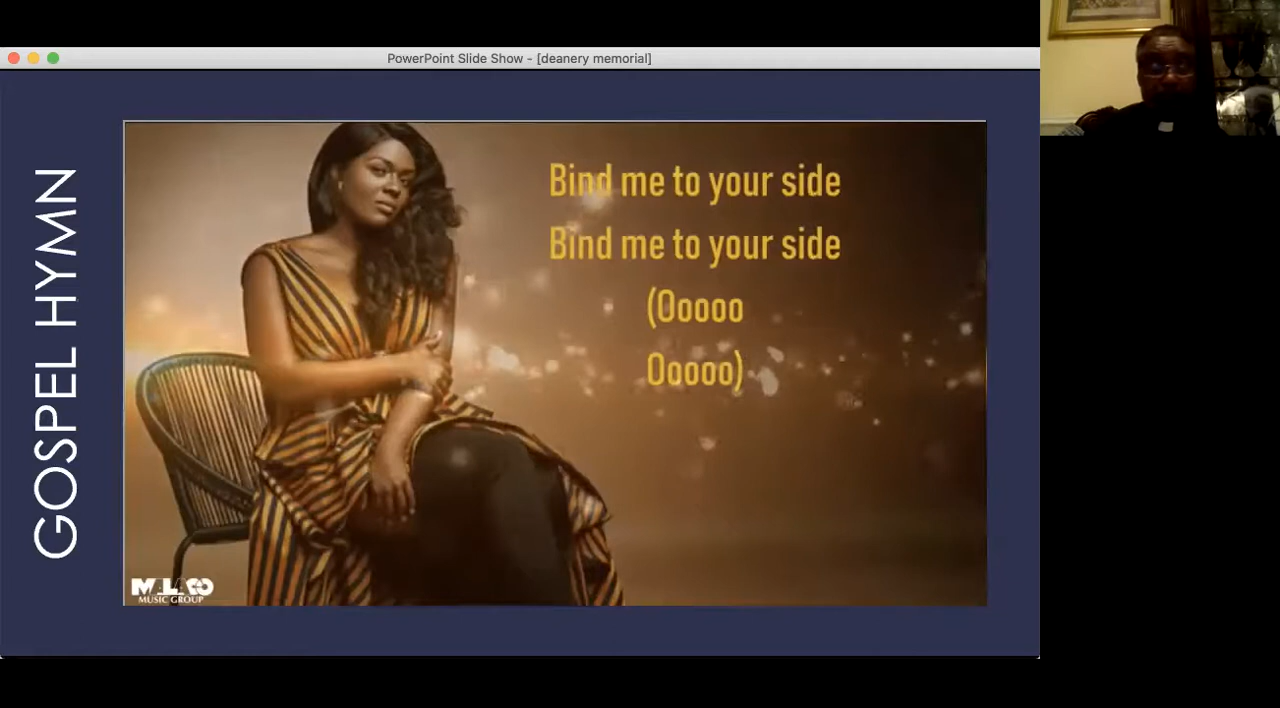 PowerPoint Slide Show - [deanery memorial]
GOSPEL HYMN
Bind me to your side
Bind me to your side
(Ooooo
Ooooo)
MALACO
MUSIC GROUP